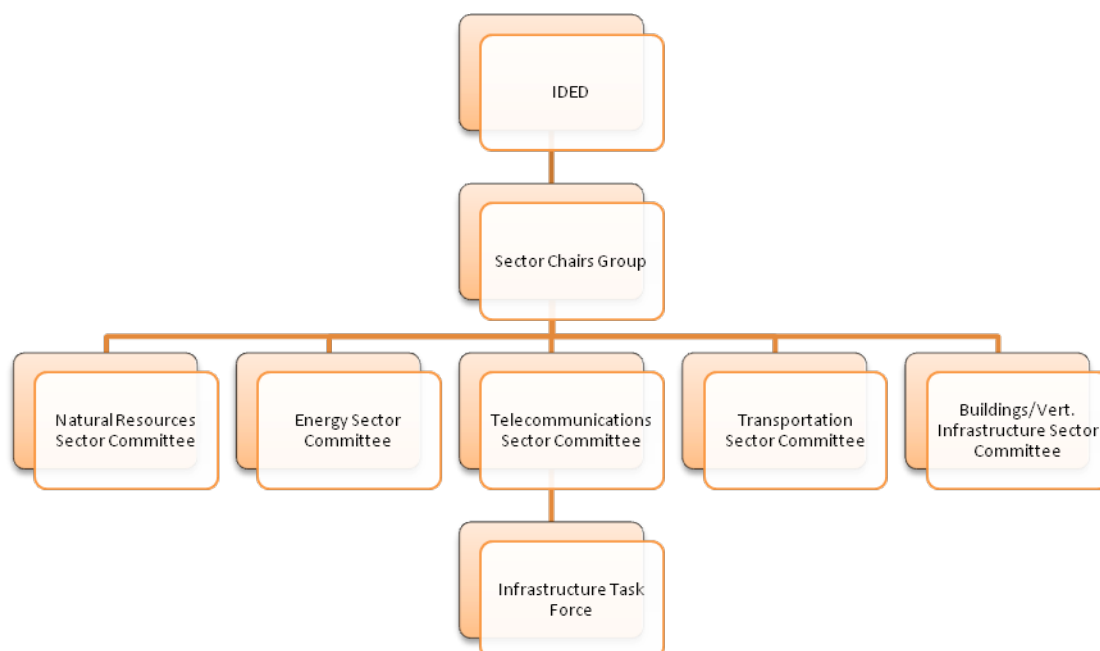 IDED
Sector Chairs Group
Natural Resources
Sector Committee
Energy Sector
Committee
Telecommunications
Sector Committee
Transportation
Sector Committee
Buildings/Vert.
Infrastructure Sector
Committee
Infrastructure Task
Force